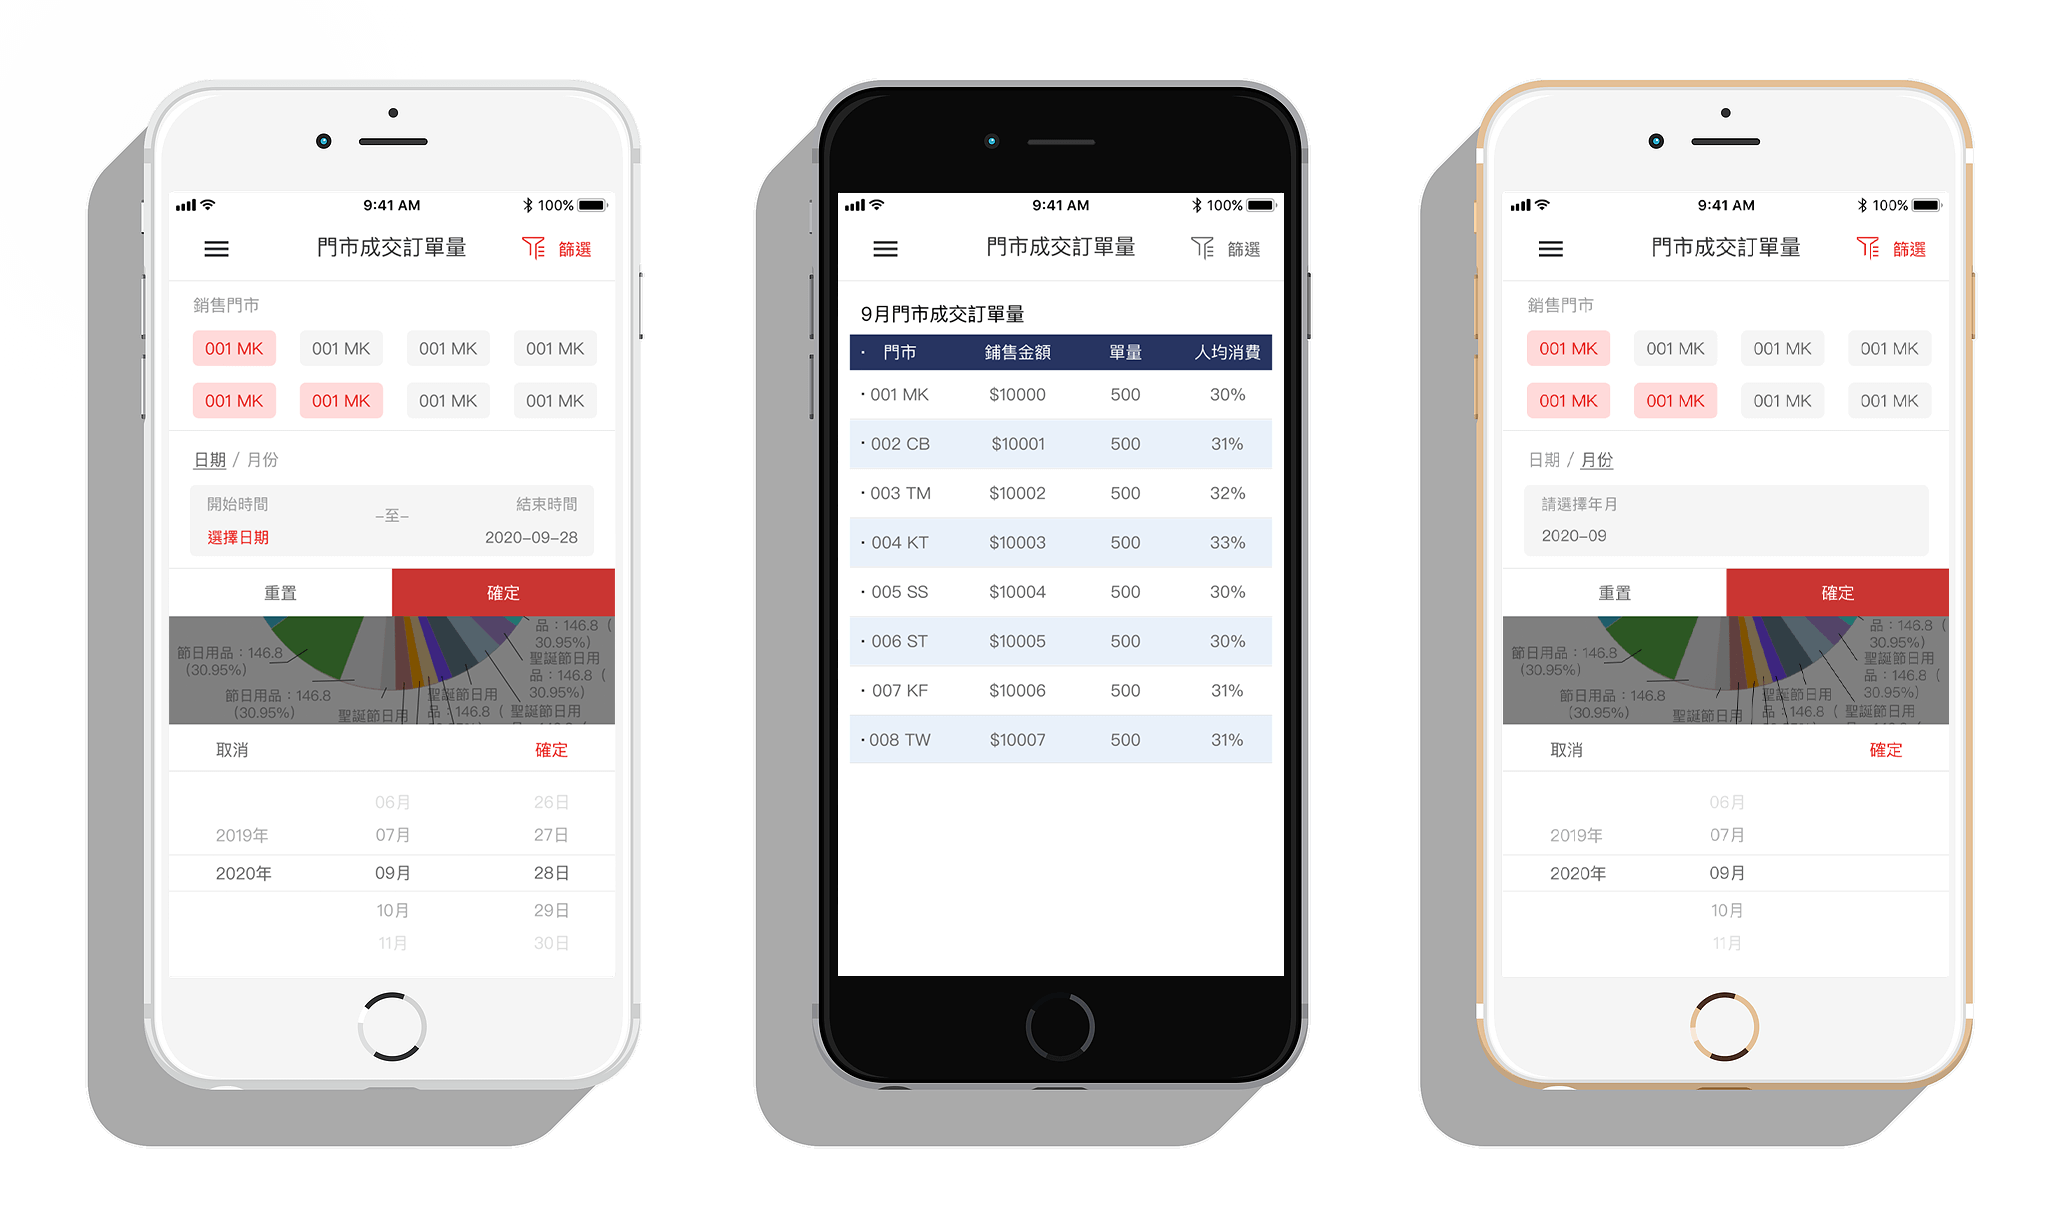 9:41 AM
100%
門市成交訂單量
篩選
銷售門市
001 MK 001 MK 001 MK 001 MK
001 MK 001 MK 001 MK 001 MK
日期 / 月份
開始時間
–至–
結束時間
選擇日期
2020–09–28
重置
確定
節日用品：146.8
(30.95%)
節日用品：146.8
(30.95%)
聖誕節日用
聖誕節日用
品：146.8 (
聖誕節日用
品：146.8 (
30.95%)
聖誕節日用
品：146.8 (
30.95%)
取消
確定
06月 26日
2019年 07月 27日
2020年 09月 28日
10月 29日
11月 30日
9:41 AM
100%
門市成交訂單量
篩選
9月門市成交訂單量
· 門市 鋪售金額 單量 人均消費
· 001 MK $10000 500 30%
· 002 CB $10001 500 31%
· 003 TM $10002 500 32%
· 004 KT $10003 500 33%
· 005 SS $10004 500 30%
· 006 ST $10005 500 30%
· 007 KF $10006 500 31%
· 008 TW $10007 500 31%
9:41 AM
100%
門市成交訂單量
篩選
銷售門市
001 MK 001 MK 001 MK 001 MK
001 MK 001 MK 001 MK 001 MK
日期 / 月份
請選擇年月
2020–09
重置
確定
節日用品：146.8
(30.95%)
節日用品：146.8
(30.95%)
聖誕節日用
聖誕節日用
品：146.8 (
聖誕節日用
品：146.8 (
30.95%)
聖誕節日用
品：146.8 (
30.95%)
取消
確定
06月
2019年 07月
2020年 09月
10月
11月